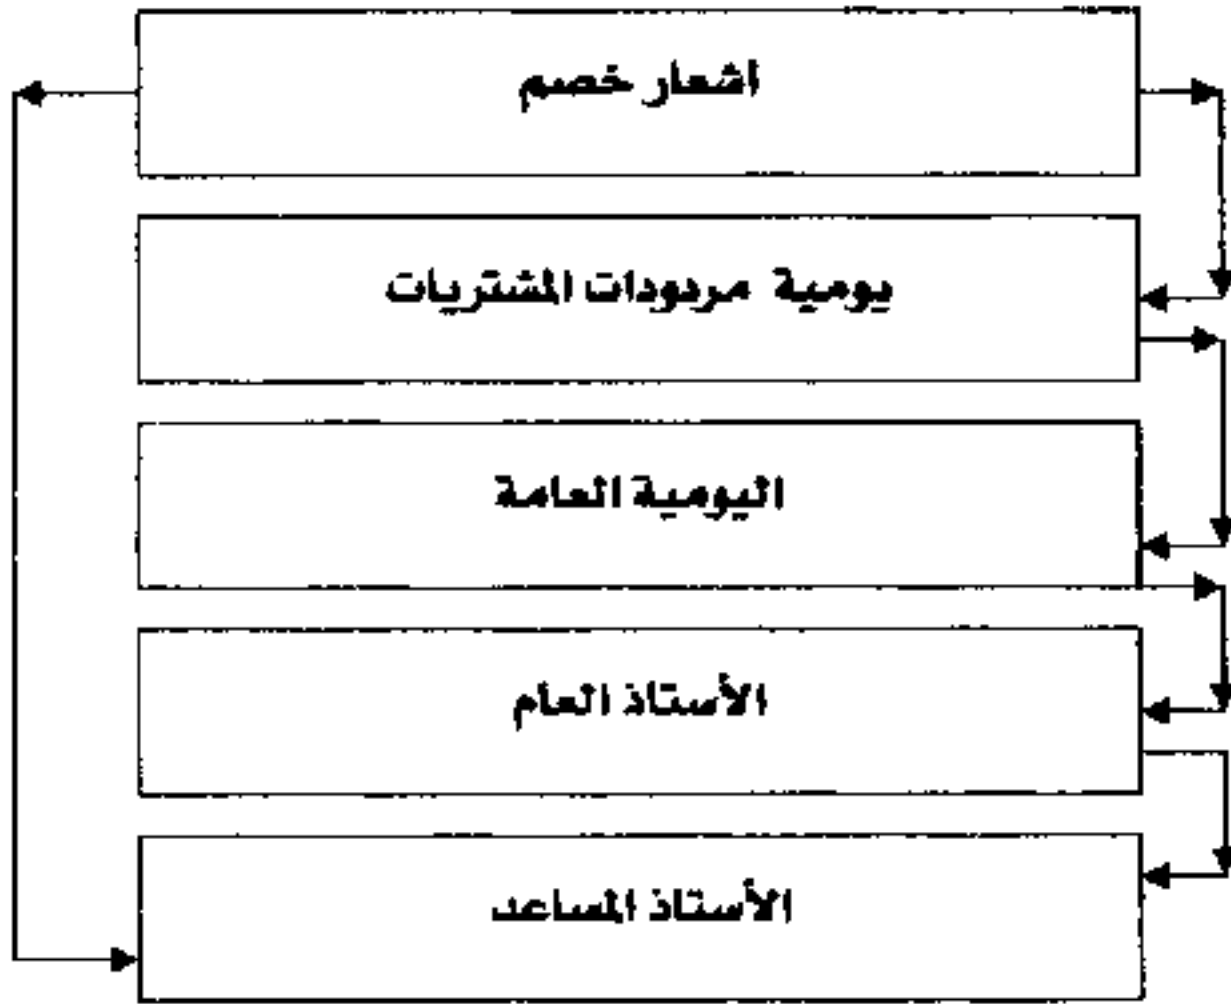 اشعار خصم
يومية مردودات المشتريات
اليومية العامة
الأستاذ العام
الأستاذ المساعد